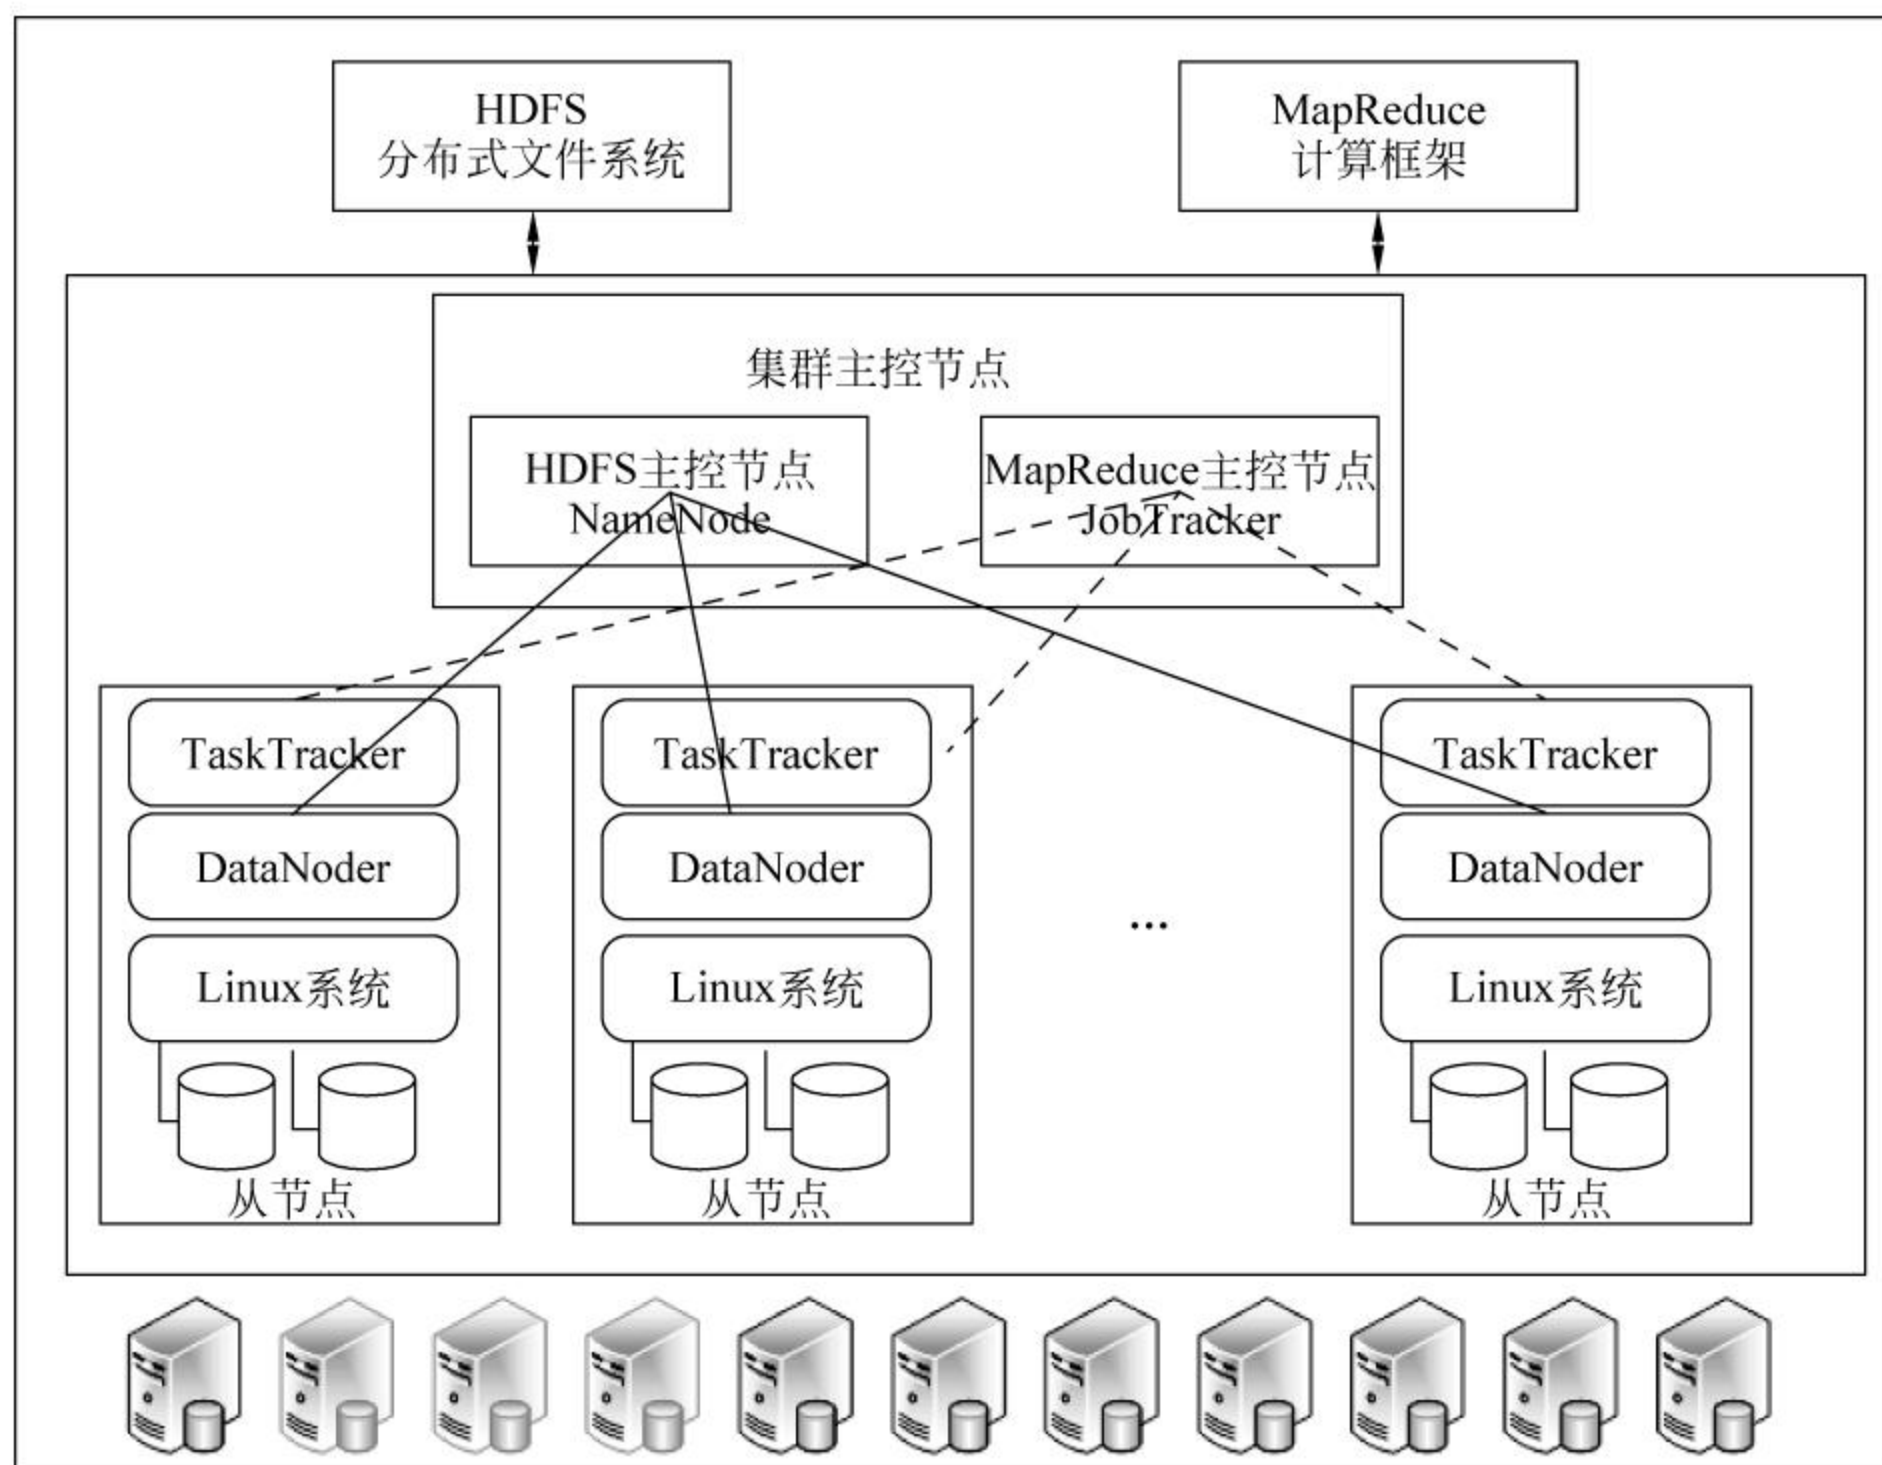 HDFS
分布式文件系统
MapReduce
计算框架
集群主控节点
HDFS主控节点
NameNode
MapReduce主控节点
JobTracker
TaskTracker
DataNoder
Linux系统
从节点
TaskTracker
DataNoder
Linux系统
从节点
...
TaskTracker
DataNoder
Linux系统
从节点